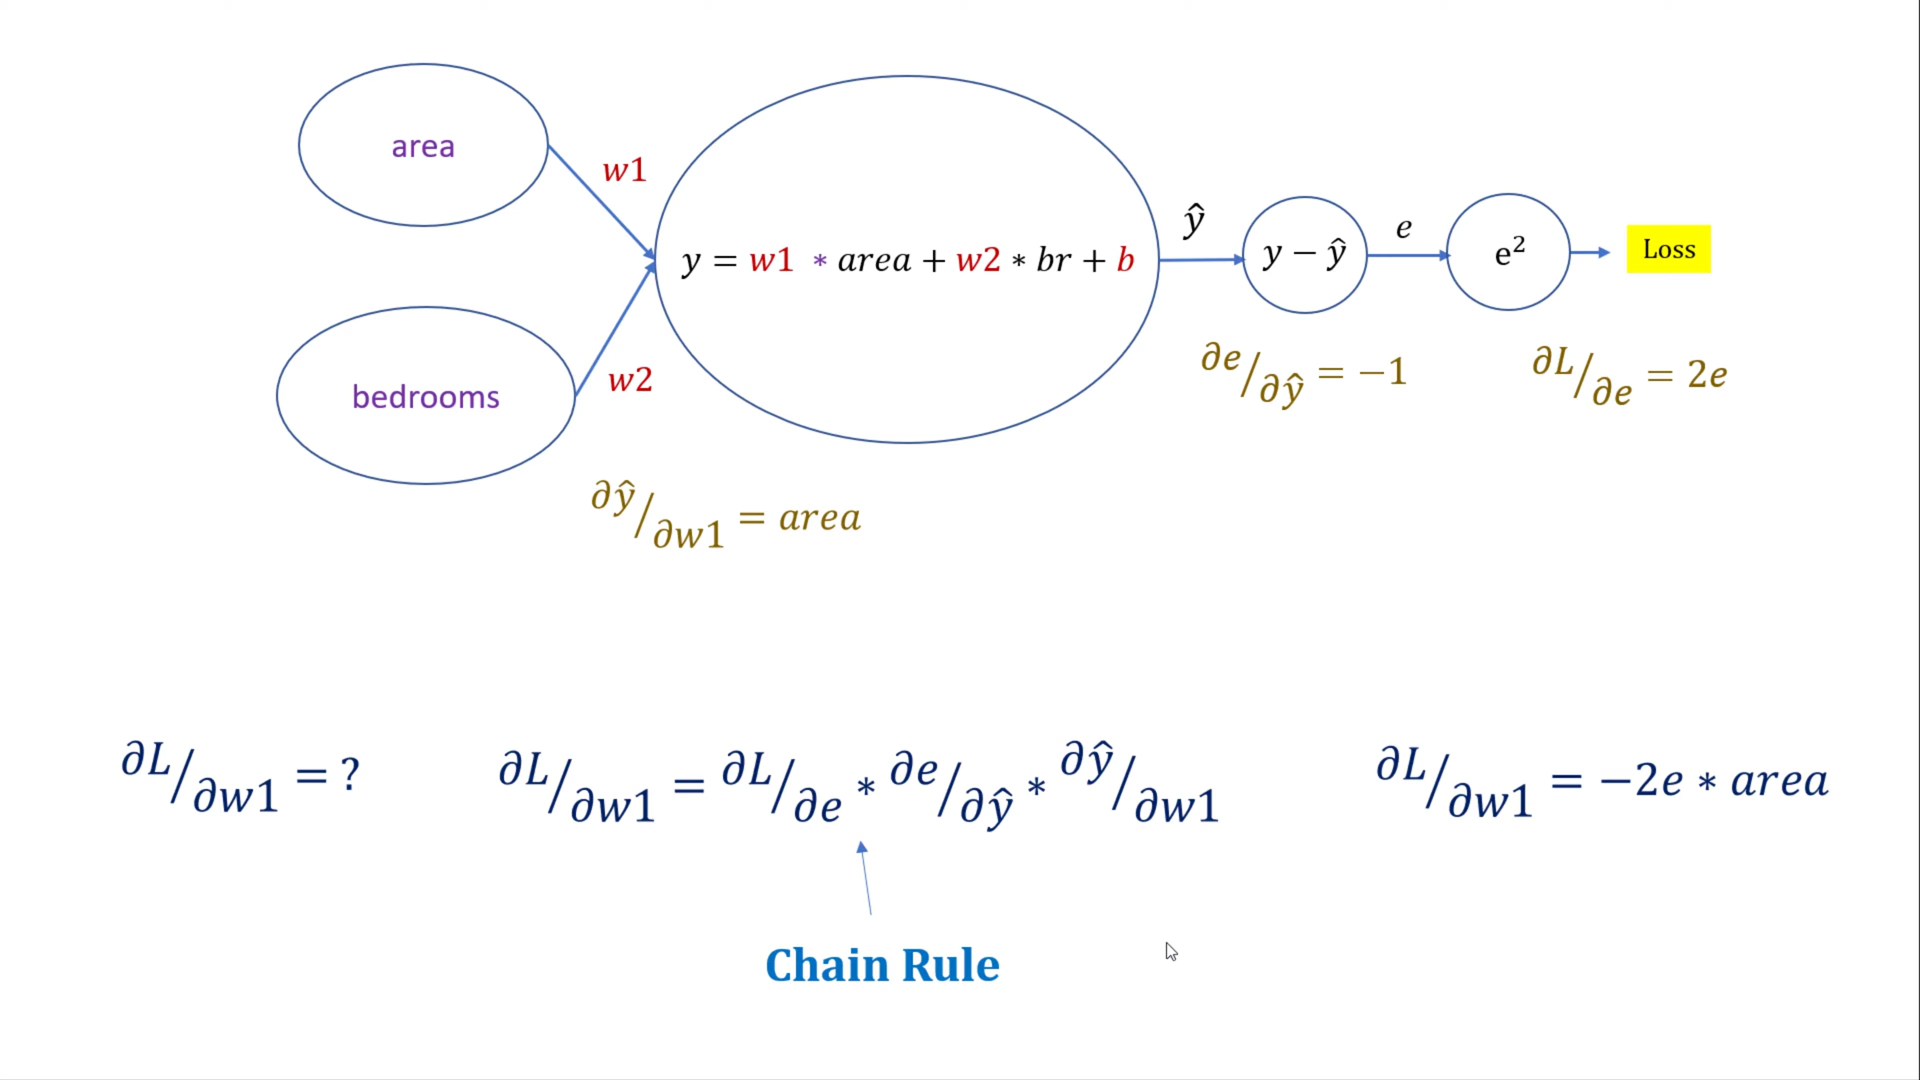 area
w1
y = w1 * area + w2 * br + b
ŷ
y − ŷ
e
e²
Loss
bedrooms
w2
∂e/∂ŷ = −1
∂L/∂e = 2e
∂ŷ/∂w1 = area
∂L/∂w1 = ?
∂L/∂w1 = ∂L/∂e * ∂e/∂ŷ * ∂ŷ/∂w1
∂L/∂w1 = −2e * area
Chain Rule